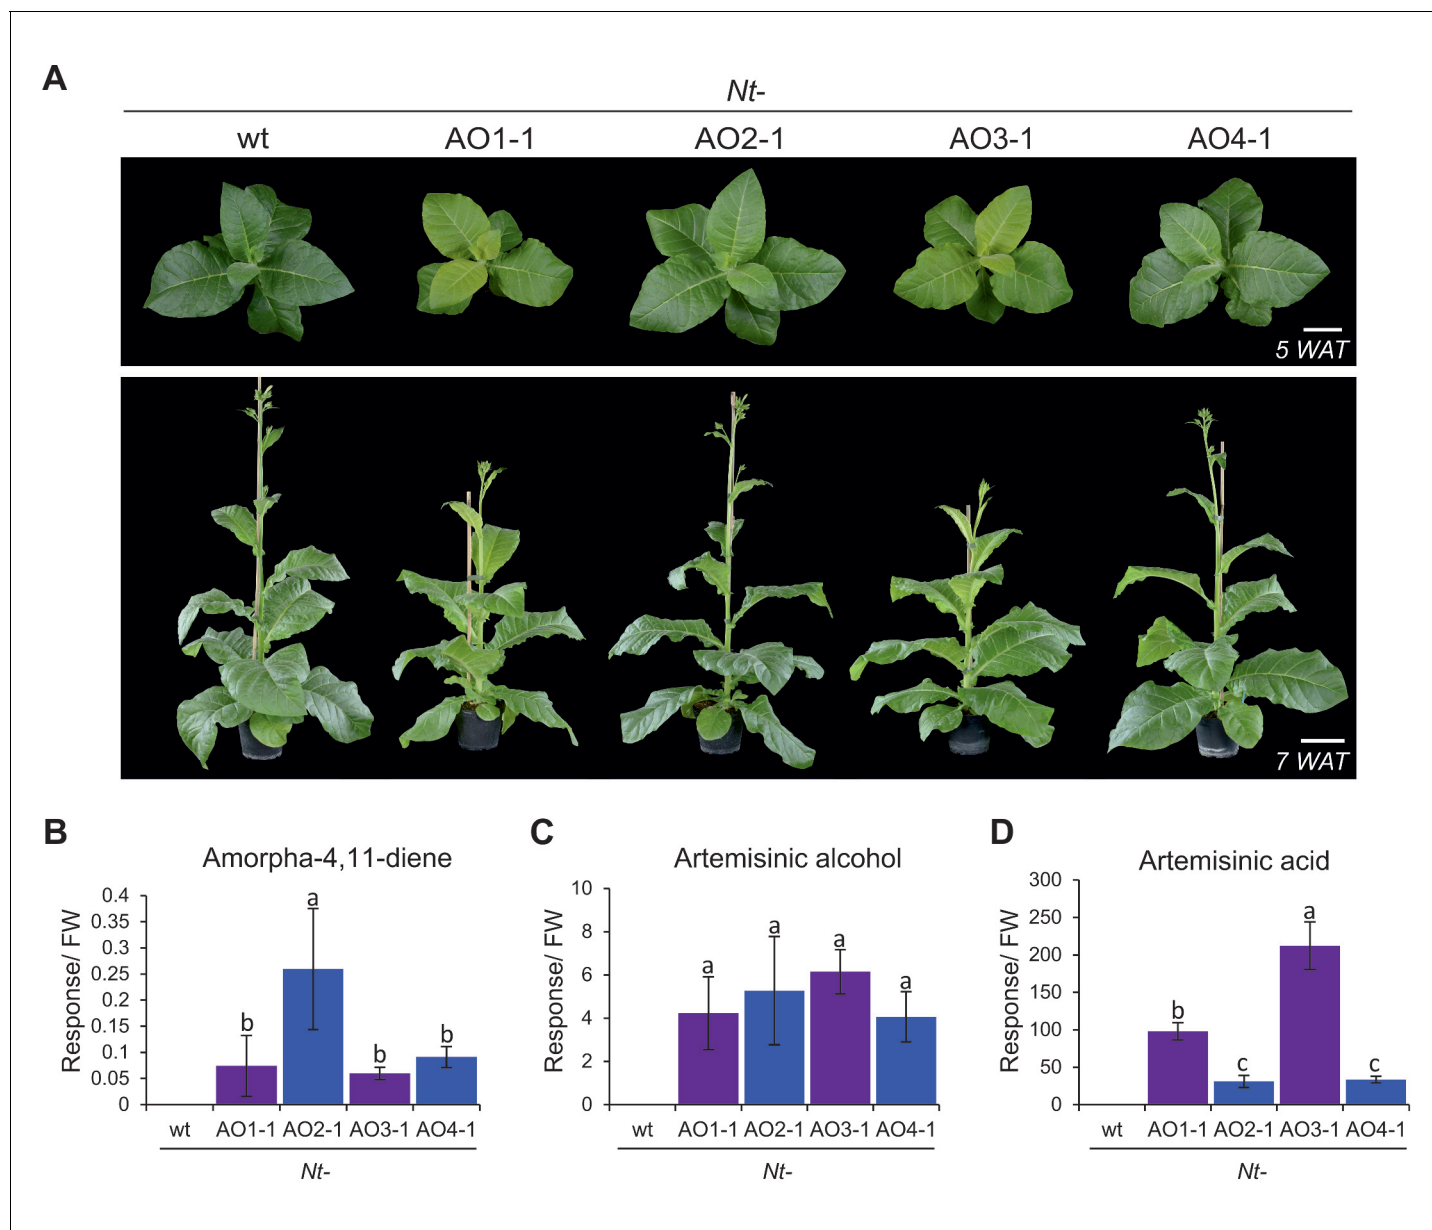 A
Nt-
wt AO1-1 AO2-1 AO3-1 AO4-1
5 WAT
7 WAT
B
Amorpha-4,11-diene
Response/ FW
0.4
0.35
0.3
0.25
0.2
0.15
0.1
0.05
0
b a b b
wt AO1-1 AO2-1 AO3-1 AO4-1
Nt-
C
Artemisinic alcohol
Response/ FW
10
8
6
4
2
0
a a a a
wt AO1-1 AO2-1 AO3-1 AO4-1
Nt-
D
Artemisinic acid
Response/ FW
300
250
200
150
100
50
0
b c a c
wt AO1-1 AO2-1 AO3-1 AO4-1
Nt-